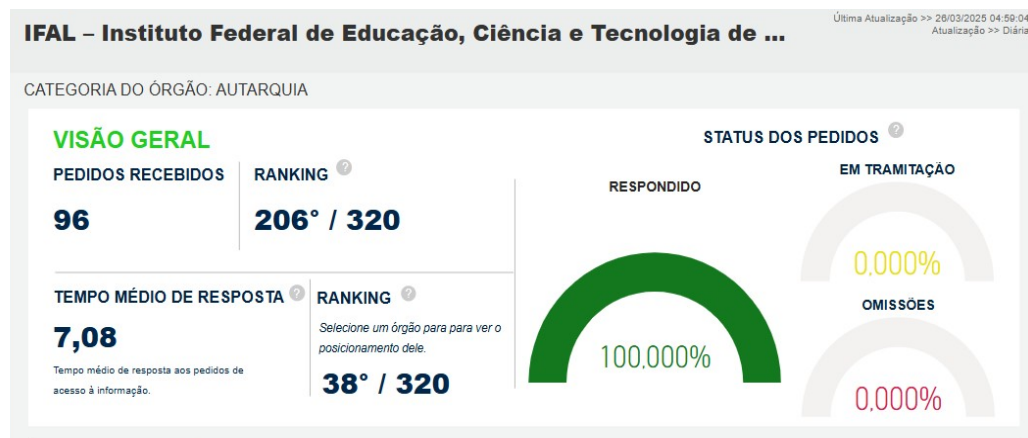 IFAL – Instituto Federal de Educação, Ciência e Tecnologia de ...
Última Atualização >> 26/03/2025 04:59:04
Atualização >> Diária
CATEGORIA DO ÓRGÃO: AUTARQUIA
VISÃO GERAL
PEDIDOS RECEBIDOS
96
RANKING ?
206° / 320
TEMPO MÉDIO DE RESPOSTA ?
7,08
Tempo médio de resposta aos pedidos de
acesso à informação.
RANKING ?
Selecione um órgão para para ver o
posicionamento dele.
38° / 320
STATUS DOS PEDIDOS ?
RESPONDIDO
100,000%
EM TRAMITAÇÃO
0,000%
OMISSÕES
0,000%